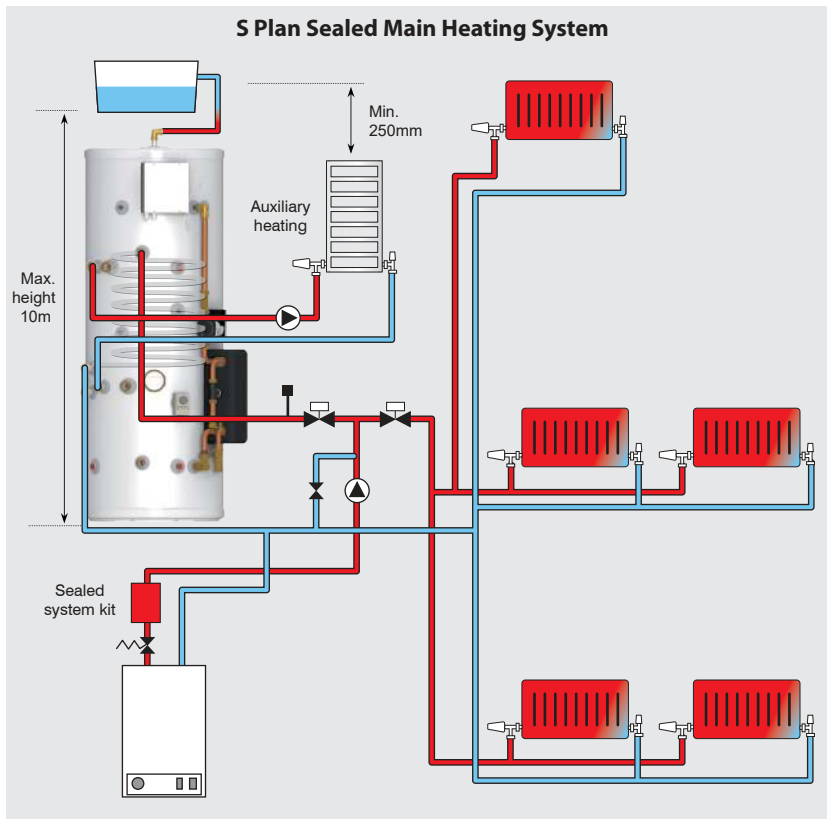 S Plan Sealed Main Heating System
Min.
250mm
Auxiliary
heating
Max.
height
10m
Sealed
system kit